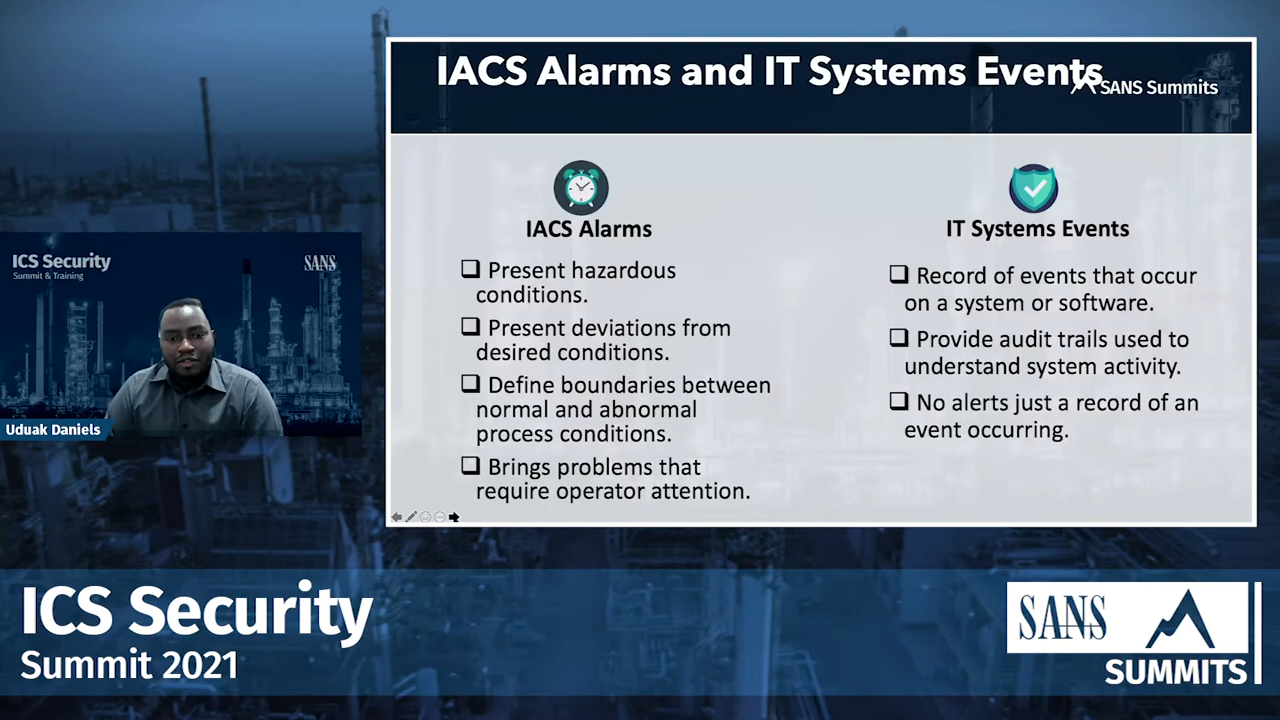 IACS Alarms and IT Systems Events
SANS Summits
IACS Alarms
Present hazardous
conditions.
Present deviations from
desired conditions.
Define boundaries between
normal and abnormal
process conditions.
Brings problems that
require operator attention.
IT Systems Events
Record of events that occur
on a system or software.
Provide audit trails used to
understand system activity.
No alerts just a record of an
event occurring.
ICS Security
Summit & Training
SANS
Uduak Daniels
ICS Security
Summit 2021
SANS
SUMMITS